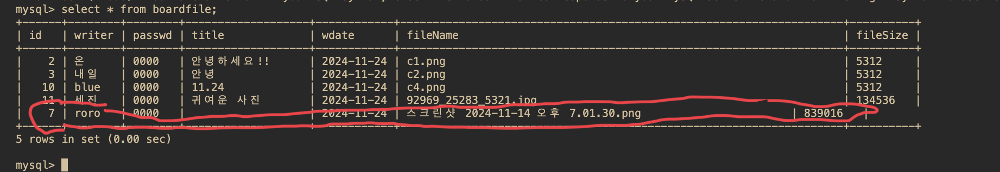 mysql> select * from boardfile;
+------+--------+--------+-------------------+------------+---------------------------------------------------------------------+----------+
| id   | writer | passwd | title             | wdate      | fileName                                                            | fileSize |
+------+--------+--------+-------------------+------------+---------------------------------------------------------------------+----------+
|    2 | 온     | 0000   | 안녕하세요!!      | 2024-11-24 | c1.png                                                              | 5312     |
|    3 | 내일   | 0000   | 안녕              | 2024-11-24 | c2.png                                                              | 5312     |
|   10 | blue   | 0000   | 11.24             | 2024-11-24 | c4.png                                                              | 5312     |
|   11 | 세진   | 0000   | 귀여운 사진       | 2024-11-24 | 92969_25283_5321.jpg                                                | 134536   |
|    7 | roro   | 0000   |                   | 2024-11-24 | 스크린샷 2024-11-14 오후 7.01.30.png                        | 839016   |
+------+--------+--------+-------------------+------------+---------------------------------------------------------------------+----------+
5 rows in set (0.00 sec)
mysql>